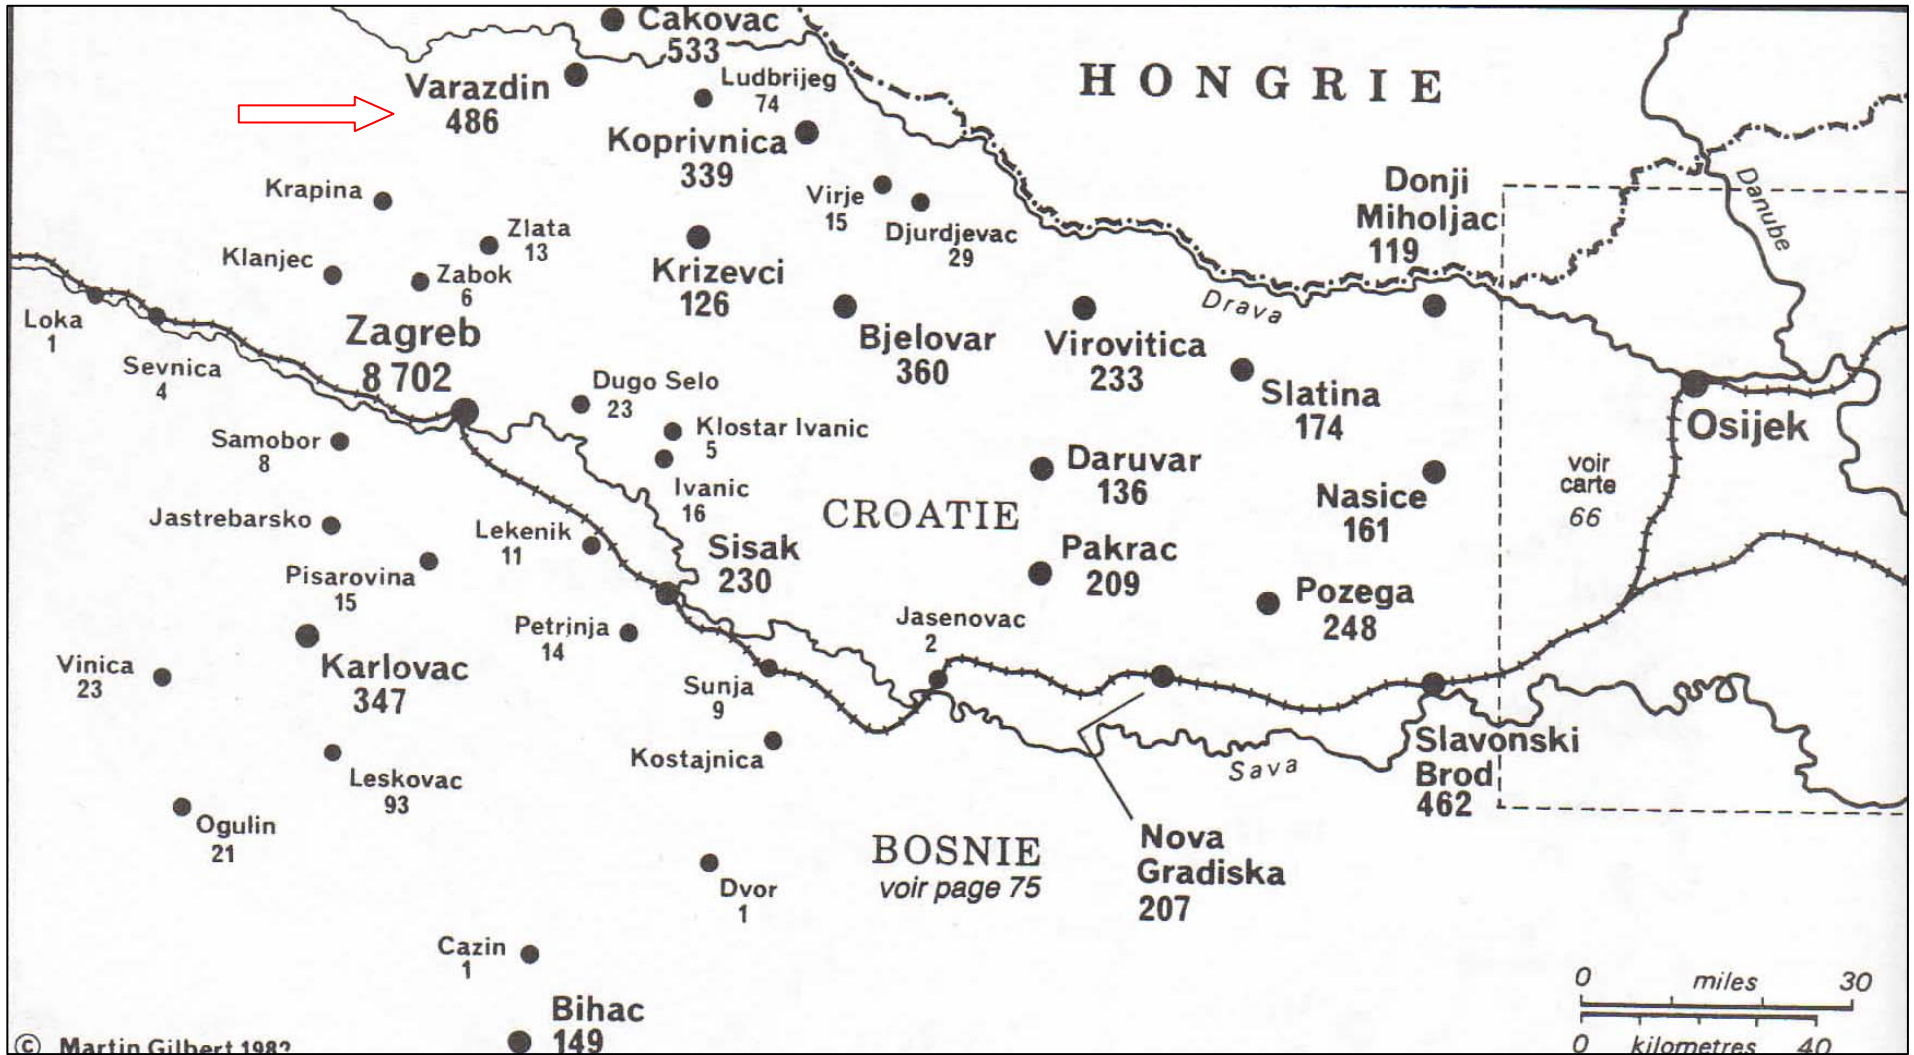 Cakovac
533
Varazdin
486
Ludbrijeg
74
HONGRIE
Koprivnica
339
Krapina
Virje
15
Djurdjevac
29
Donji
Miholjac
119
Danube
Zlata
13
Klanjec
Zabok
6
Krizevci
126
Loka
1
Zagreb
8 702
Bjelovar
360
Virovitica
233
Drava
Sevnica
4
Dugo Selo
23
Slatina
174
Osijek
Samobor
8
Klostar Ivanic
5
Daruvar
136
voir
carte
66
Ivanic
16
CROATIE
Nasice
161
Jastrebarsko
Lekenik
11
Sisak
230
Pakrac
209
Pisarovina
15
Pozega
248
Petrinja
14
Jasenovac
2
Vinica
23
Karlovac
347
Sunja
9
Kostajnica
Sava
Slavonski
Brod
462
Leskovac
93
Ogulin
21
BOSNIE
voir page 75
Nova
Gradiska
207
Dvor
1
Cazin
1
Bihac
149
0 miles 30
0 kilometres 40
© Martin Gilbert 1982